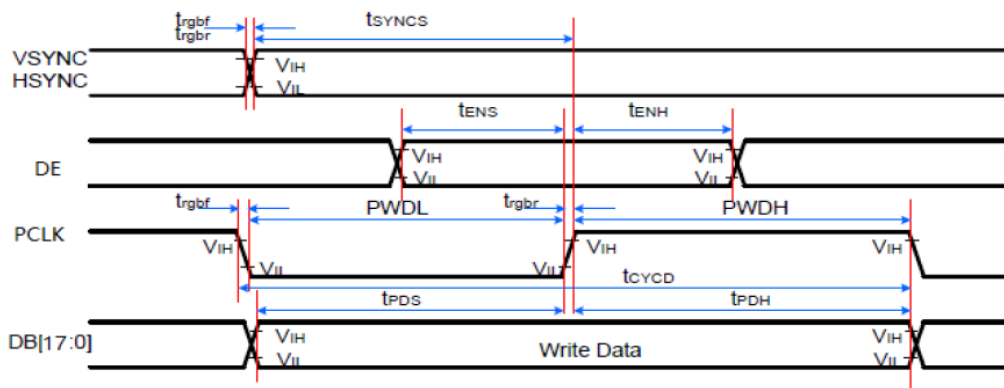 trgbf tSYNCS
trgbr
VSYNC VIH
HSYNC VIL
tENS tENH
DE VIH VIH
VIL VIL
trgbf PWDL trgbr PWDH
PCLK VIH VIH VIH
VIL VIL
tCYCD
tPDS tPDH
DB[17:0] VIH Write Data VIH
VIL VIL